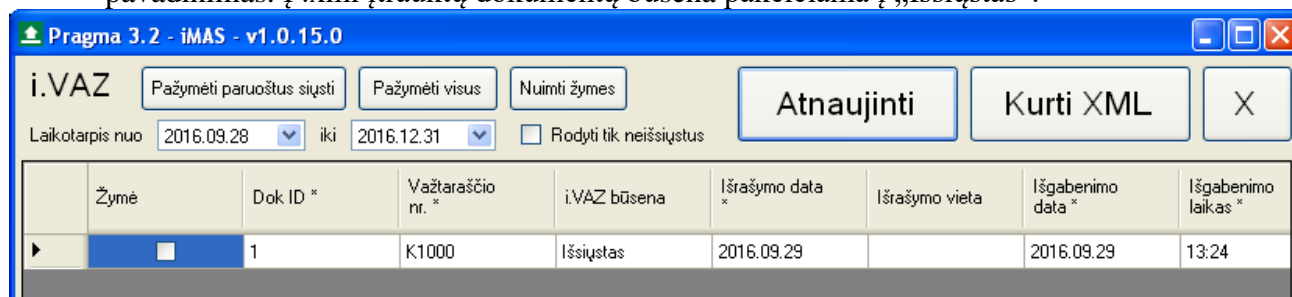 Pragma 3.2 - iMAS - v1.0.15.0
i.VAZ Pažymėti paruoštus siųsti Pažymėti visus Nuimti žymes Atnaujinti Kurti XML X
Laikotarpis nuo 2016.09.28 iki 2016.12.31 Rodyti tik neišsiųstus
Žymė Dok ID * Važtaraščio nr. * i.VAZ būsena Išrašymo data * Išrašymo vieta Išgabenimo data * Išgabenimo laikas *
1 K1000 Išsiųstas 2016.09.29 2016.09.29 13:24